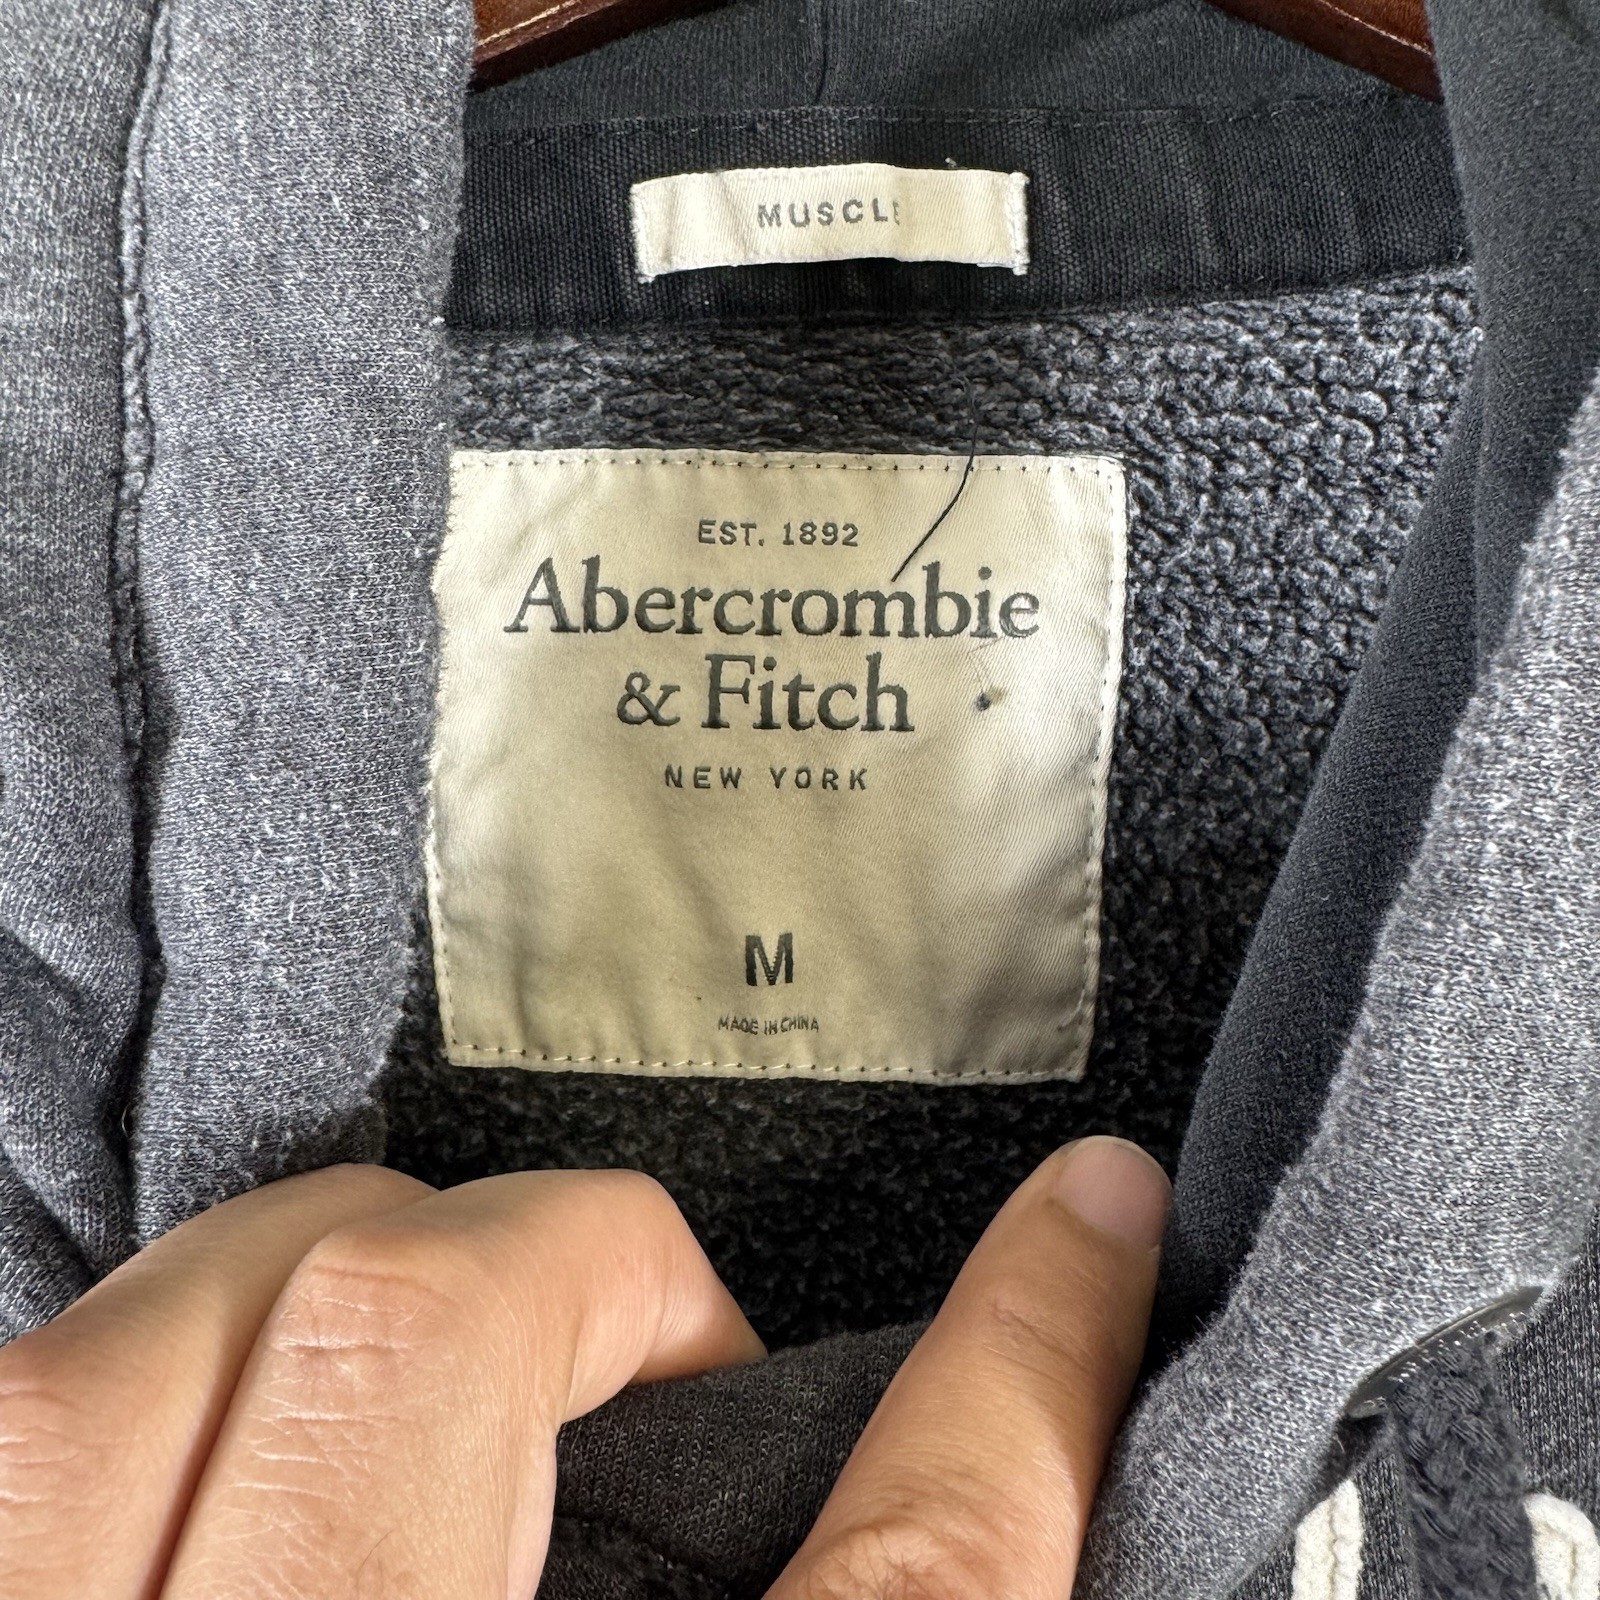 MUSCLE
EST. 1892
Abercrombie
& Fitch
NEW YORK
M
MADE IN CHINA